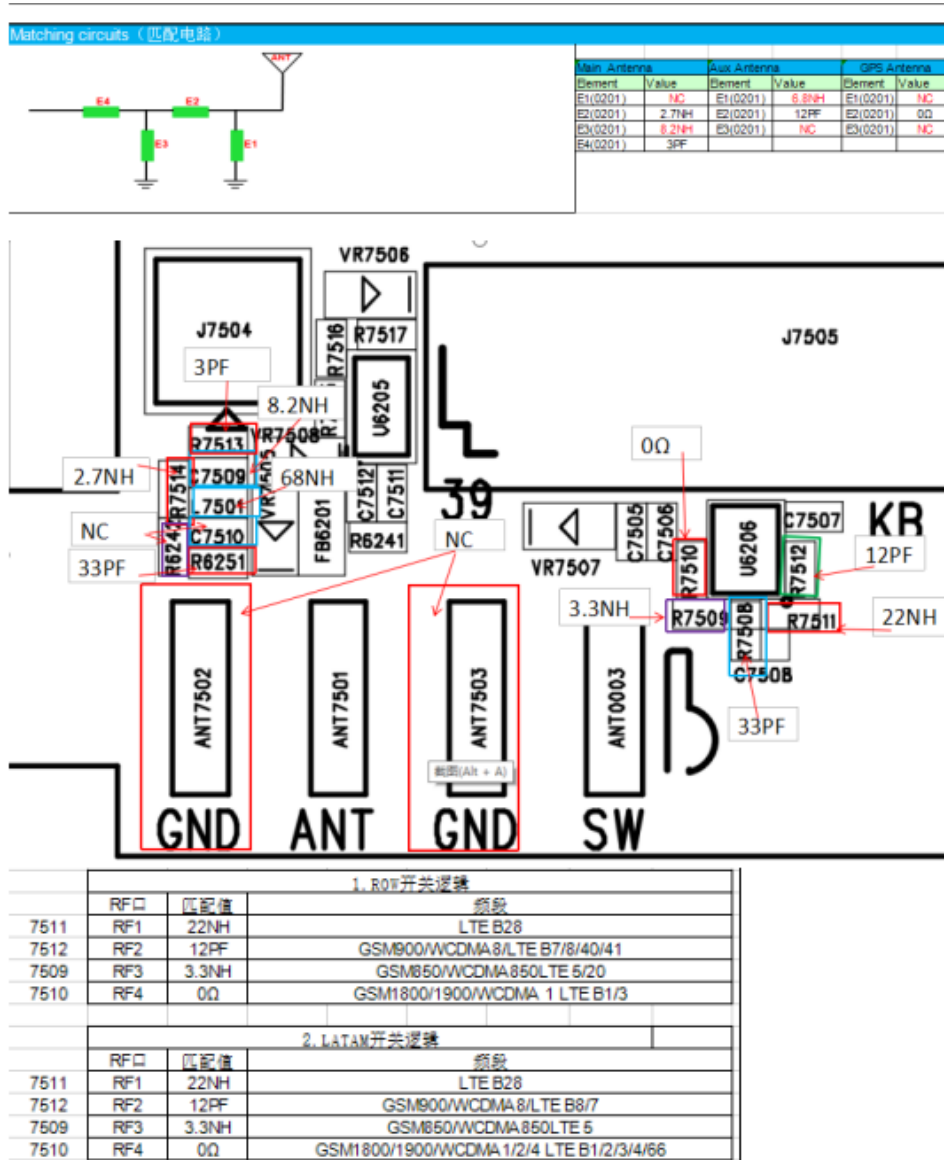 Matching circuits（匹配电路）
ANT
E4
E2
E3
E1
Main Antenna Aux Antenna GPS Antenna
Element Value Element Value Element Value
E1(0201) NC E1(0201) 6.8NH E1(0201) NC
E2(0201) 2.7NH E2(0201) 12PF E2(0201) 0Ω
E3(0201) 8.2NH E3(0201) NC E3(0201) NC
E4(0201) 3PF
VR7506
J7504
R7516
R7517
J7505
3PF
U6205
8.2NH
R7513
VR7508
0Ω
2.7NH
R7514
C7509
VR7505
68NH
L7501
C7512
C7511
39
NC
C7510
FB6201
R6241
NC
VR7507
C7505
C7506
R7510
U6206
C7507
KB
R7512
12PF
33PF
R6251
3.3NH
R7509
R7508
R7511
22NH
C7508
33PF
ANT7502
ANT7501
ANT7503
ANT0003
截图(Alt + A)
GND
ANT
GND
SW
1.ROW开关逻辑
RF口 匹配值 频段
7511 RF1 22NH LTE B28
7512 RF2 12PF GSM900/WCDMA8/LTE B7/8/40/41
7509 RF3 3.3NH GSM850/WCDMA850LTE 5/20
7510 RF4 0Ω GSM1800/1900/WCDMA 1 LTE B1/3
2.LATAM开关逻辑
RF口 匹配值 频段
7511 RF1 22NH LTE B28
7512 RF2 12PF GSM900/WCDMA8/LTE B8/7
7509 RF3 3.3NH GSM850/WCDMA850LTE 5
7510 RF4 0Ω GSM1800/1900/WCDMA1/2/4 LTE B1/2/3/4/66